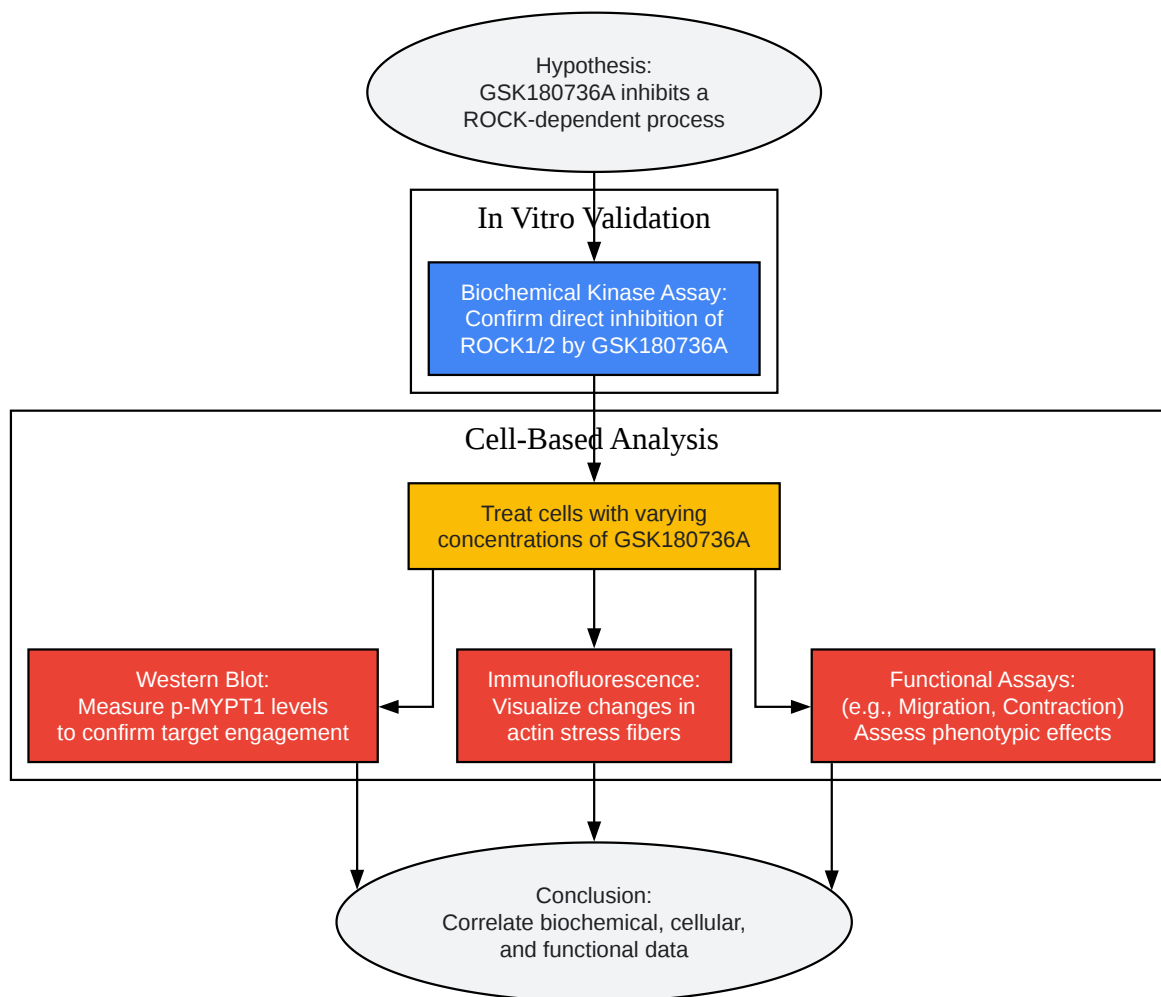 Hypothesis:
GSK180736A inhibits a
ROCK-dependent process
In Vitro Validation
Biochemical Kinase Assay:
Confirm direct inhibition of
ROCK1/2 by GSK180736A
Cell-Based Analysis
Treat cells with varying
concentrations of GSK180736A
Western Blot:
Measure p-MYPT1 levels
to confirm target engagement
Immunofluorescence:
Visualize changes in
actin stress fibers
Functional Assays:
(e.g., Migration, Contraction)
Assess phenotypic effects
Conclusion:
Correlate biochemical, cellular,
and functional data